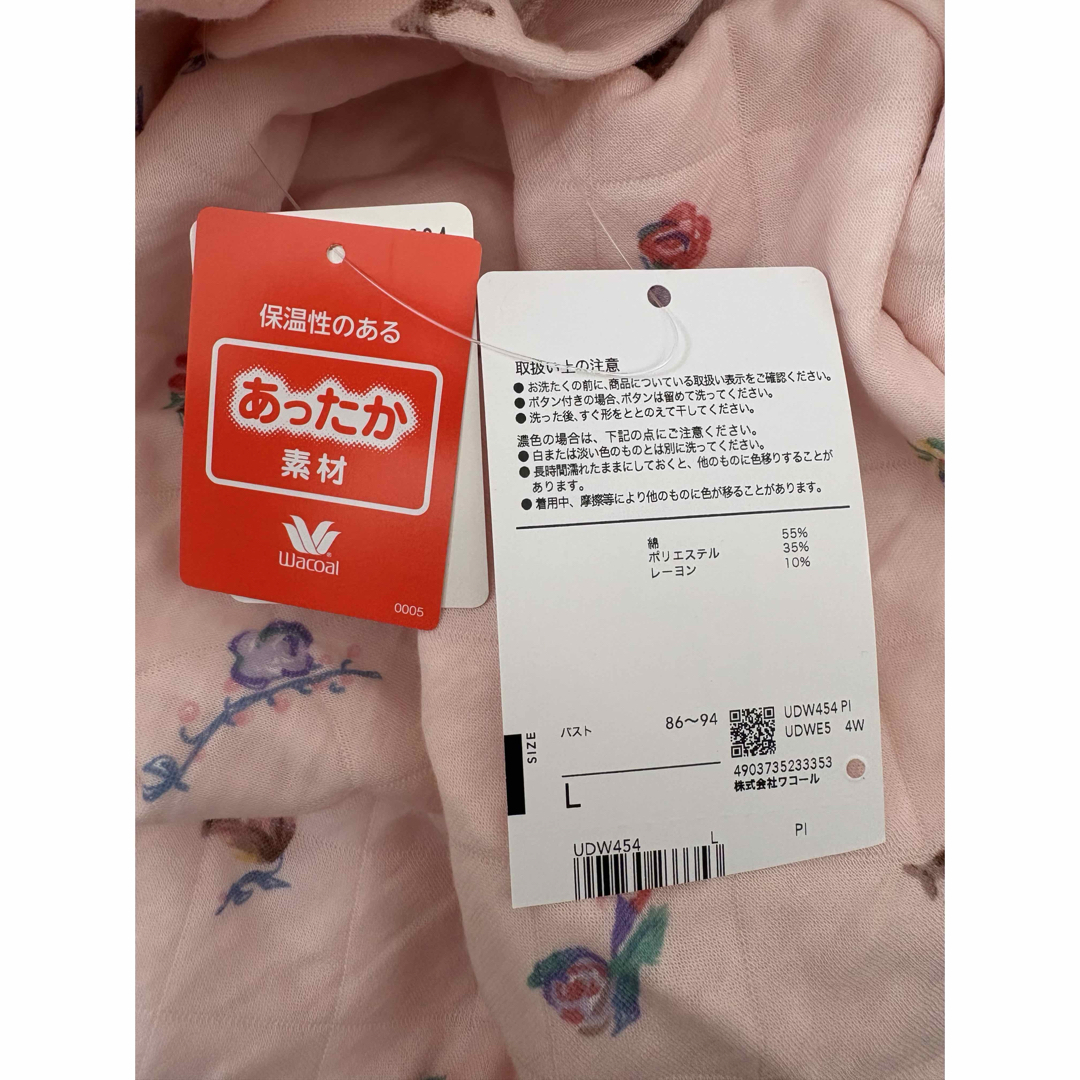 保温性のある
あったか
素材
Wacoal
0005
取扱い上の注意
●お洗たくの前に、商品についている取扱い表示をご確認ください。
●ボタン付きの場合、ボタンは留めて洗ってください。
●洗った後、すぐ形をととのえて干してください。
濃色の場合は、下記の点にご注意ください。
●白または淡い色のものとは別に洗ってください。
●長時間濡れたままにしておくと、他のものに色移りすることが
あります。
●着用中、摩擦等により他のものに色が移ることがあります。
綿 55%
ポリエステル 35%
レーヨン 10%
SIZE
バスト 86〜94
L
UDW454 PI
UDWE5 4W
4903735233353
株式会社ワコール
PI
UDW454 L